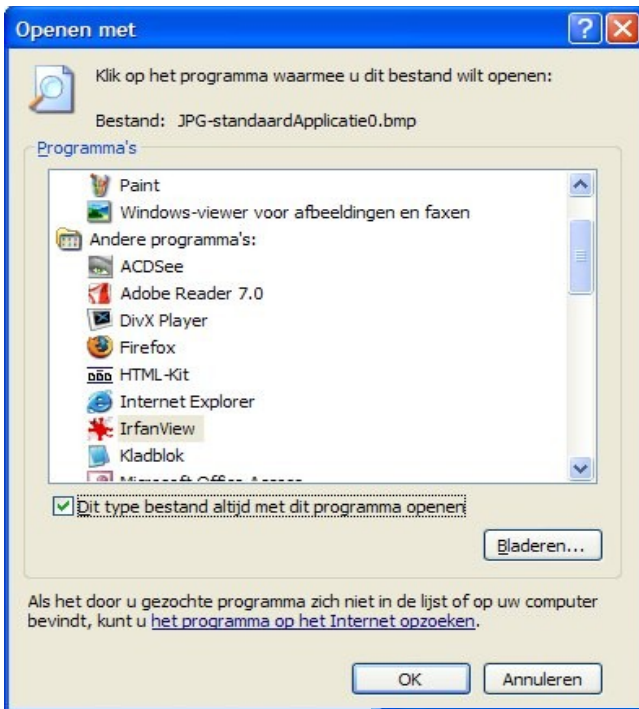 Openen met
Klik op het programma waarmee u dit bestand wilt openen:
Bestand: JPG-standaardApplicatie0.bmp
Programma's
Paint
Windows-viewer voor afbeeldingen en faxen
Andere programma's:
ACDSee
Adobe Reader 7.0
DivX Player
Firefox
HTML-Kit
Internet Explorer
IrfanView
Kladblok
Microsoft Office Access
Dit type bestand altijd met dit programma openen
Bladeren...
Als het door u gezochte programma zich niet in de lijst of op uw computer
bevindt, kunt u het programma op het Internet opzoeken.
OK Annuleren